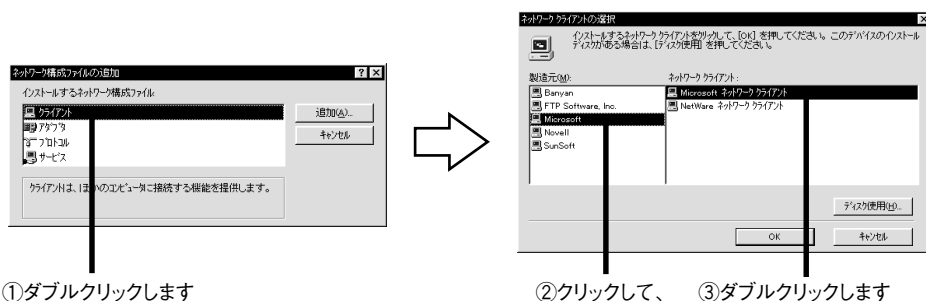 ネットワーク構成ファイルの追加
インストールするネットワーク構成ファイル:
クライアント
アダプタ
プロトコル
サービス
追加(A)...
キャンセル
クライアントは、ほかのコンピュータに接続する機能を提供します。
①ダブルクリックします
ネットワーク クライアントの選択
インストールするネットワーク クライアントをクリックして、[OK] を押してください。このデバイスのインストール
ディスクがある場合は、[ディスク使用] を押してください。
製造元(M):
Banyan
FTP Software, Inc.
Microsoft
Novell
SunSoft
ネットワーク クライアント:
Microsoft ネットワーク クライアント
NetWare ネットワーク クライアント
ディスク使用(H)...
OK
キャンセル
②クリックして、
③ダブルクリックします